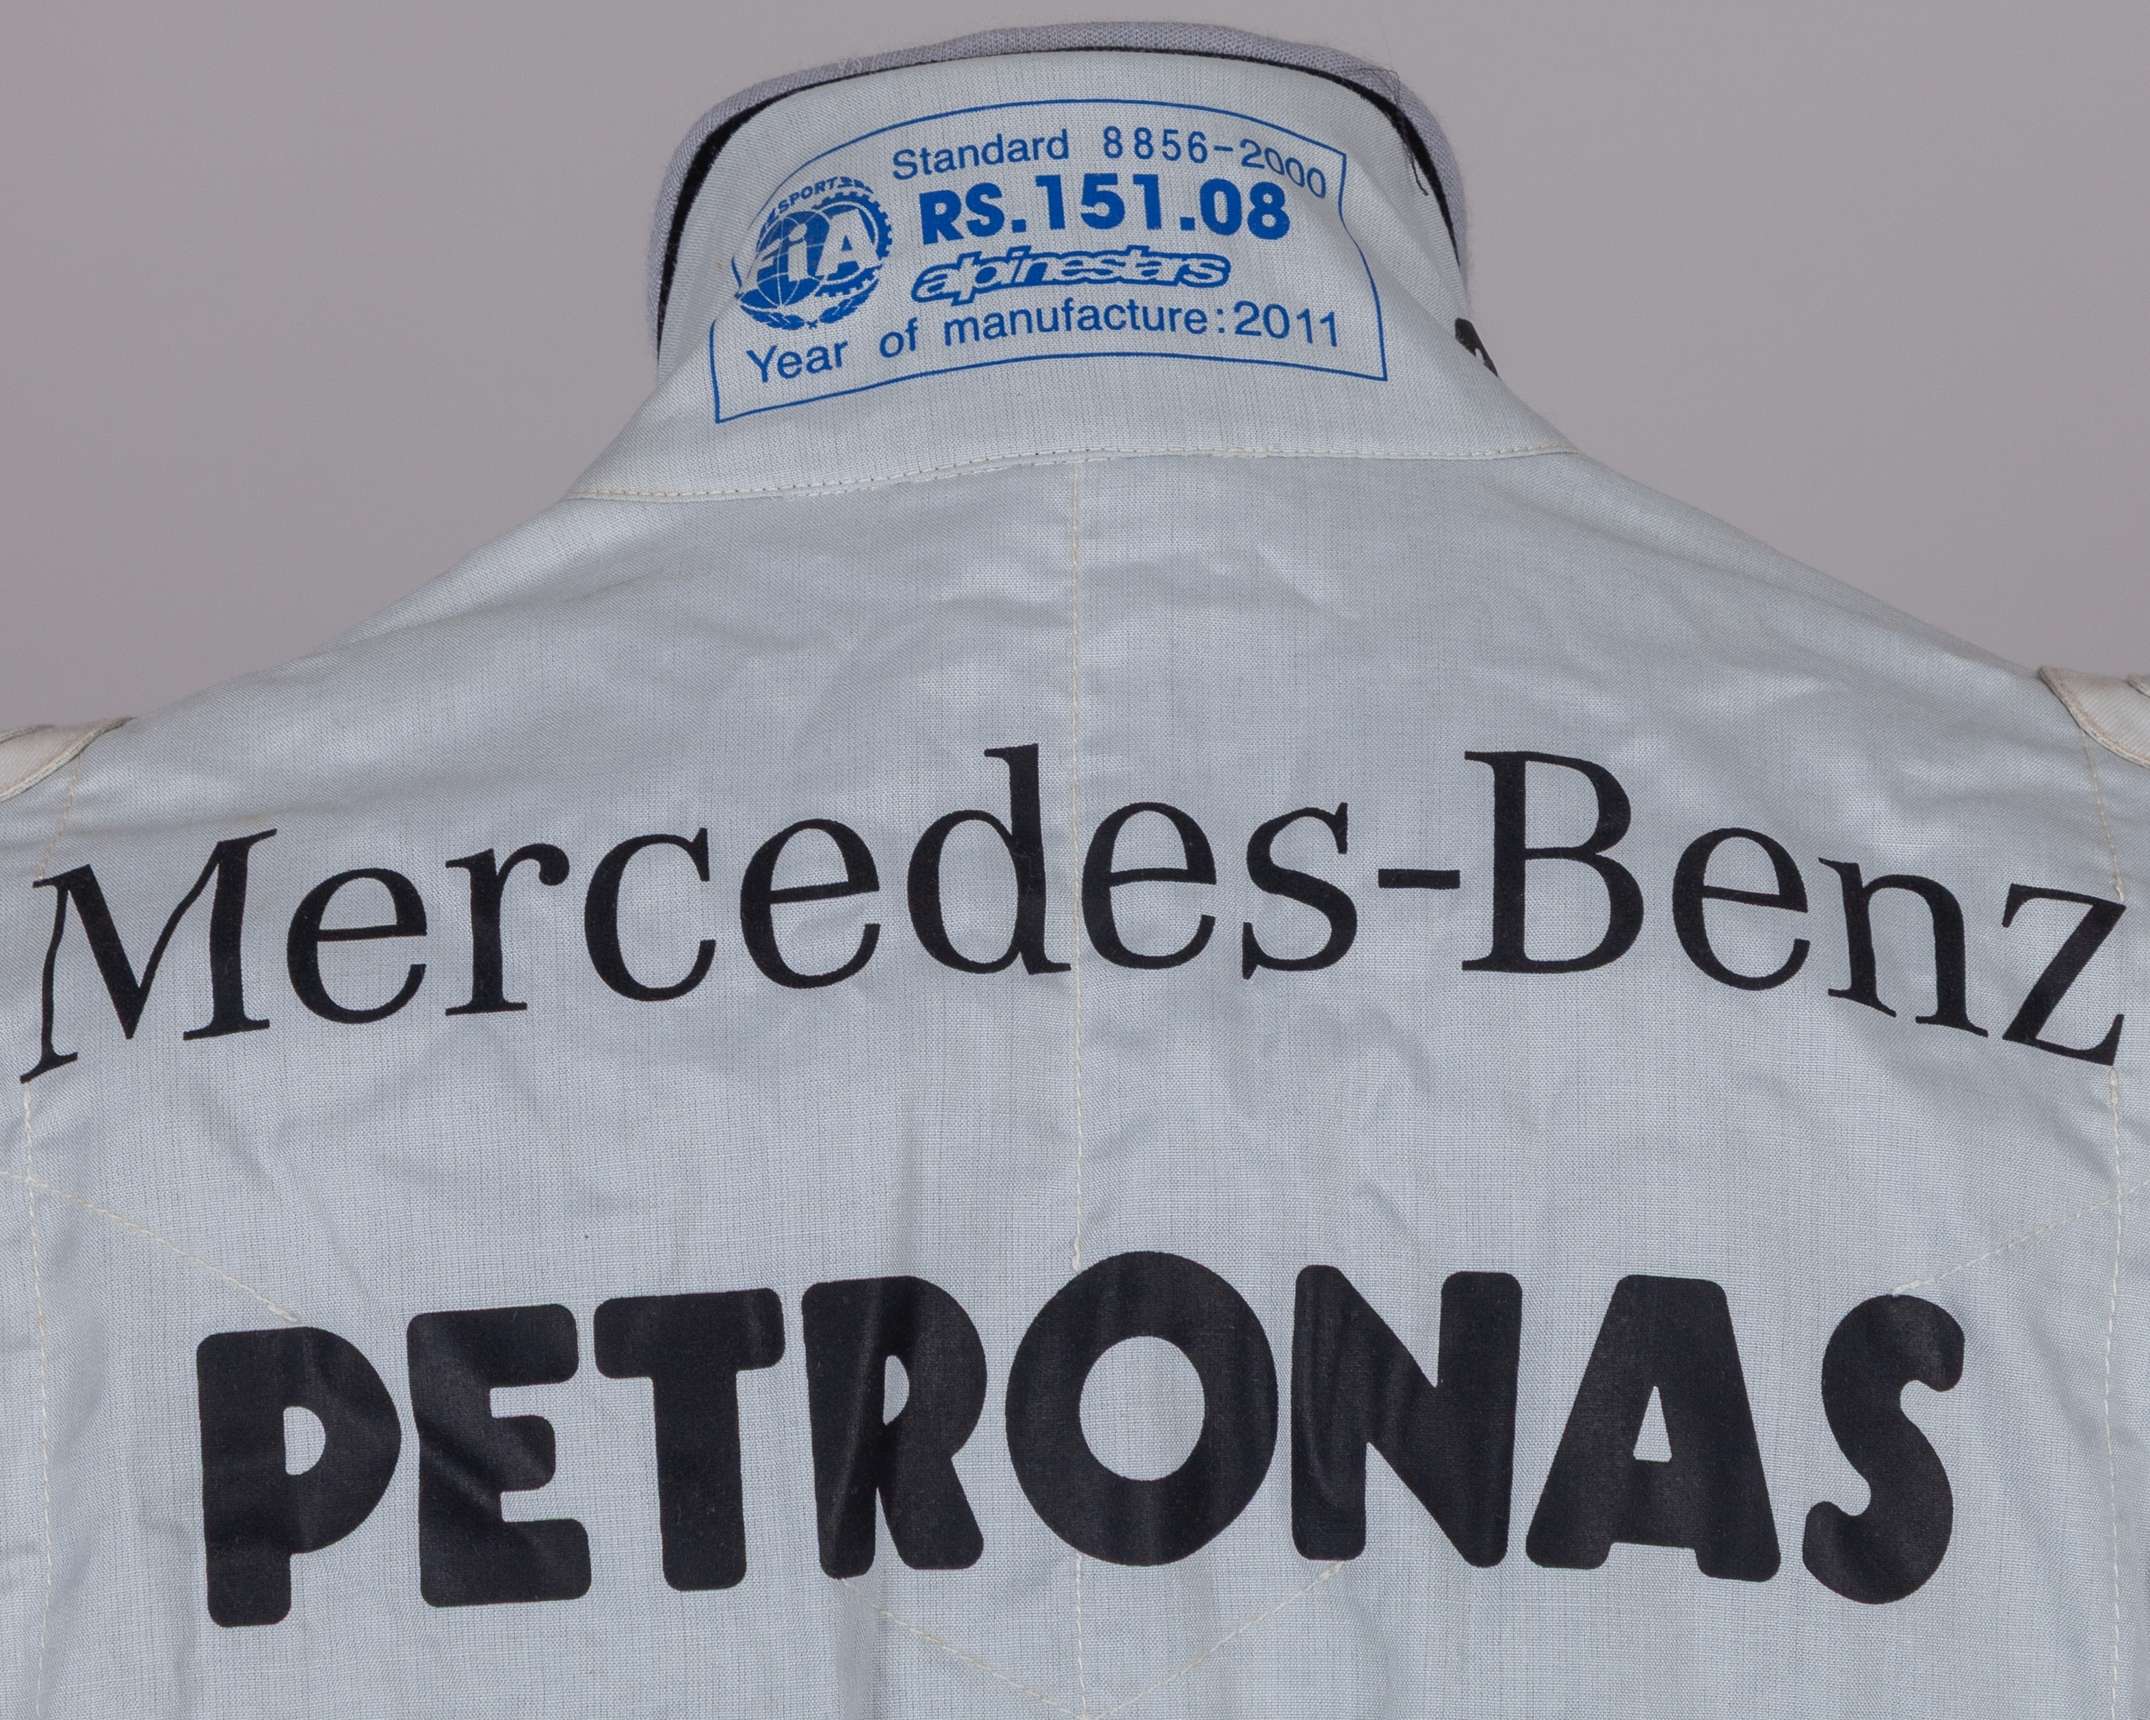 Standard 8856-2000
SPORT
FiA
RS.151.08
alpinestars
Year of manufacture:2011
Mercedes-Benz
PETRONAS